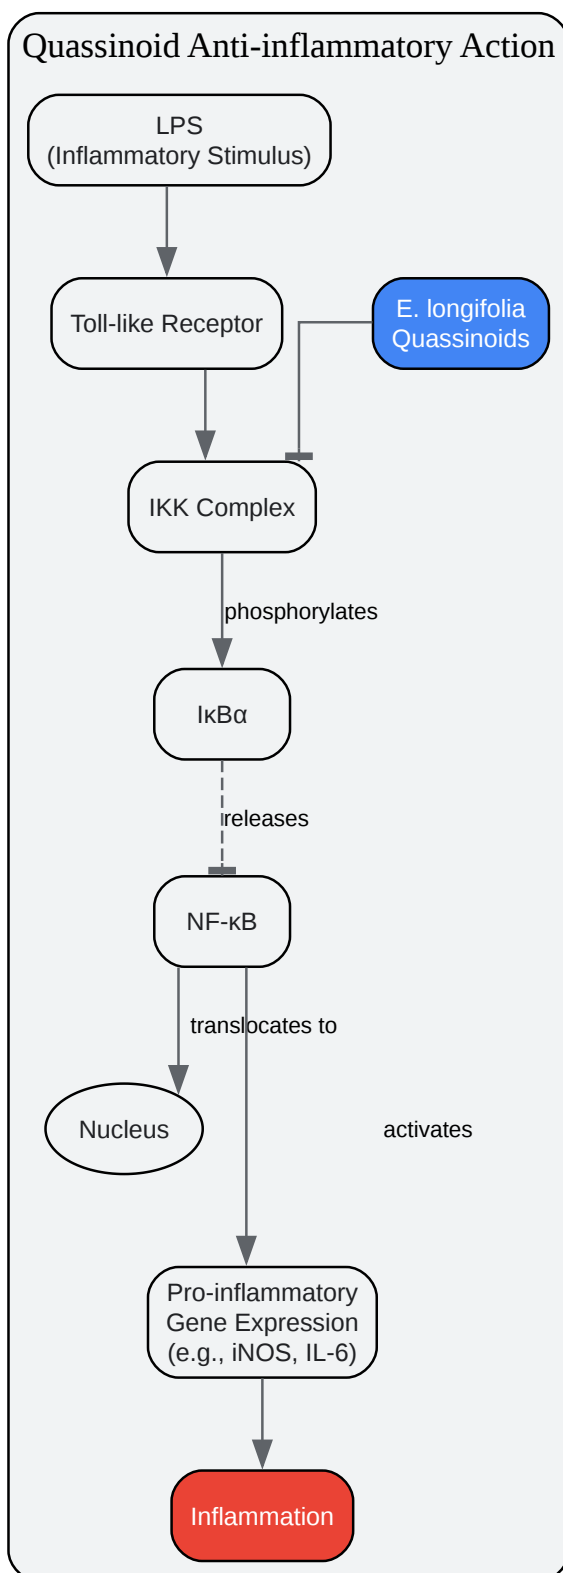 Quassinoid Anti-inflammatory Action
LPS
(Inflammatory Stimulus)
Toll-like Receptor
E. longifolia
Quassinoids
IKK Complex
phosphorylates
IκBα
releases
NF-κB
translocates to
Nucleus
activates
Pro-inflammatory
Gene Expression
(e.g., iNOS, IL-6)
Inflammation